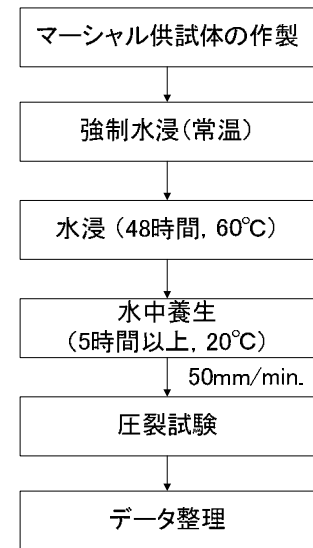 マーシャル供試体の作製
強制水浸(常温)
水浸 (48時間, 60℃)
水中養生
(5時間以上, 20℃)
50mm/min.
圧裂試験
データ整理